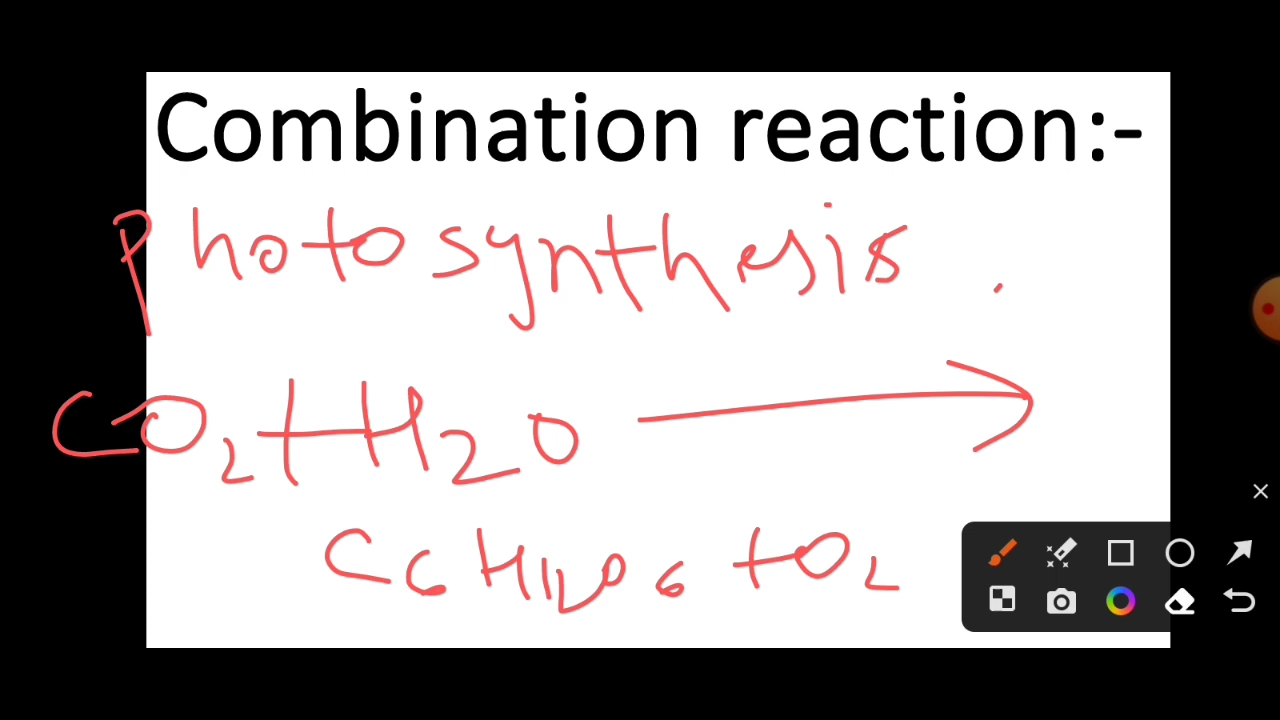 Combination reaction:-
Photosynthesis .
CO2+H2O →
C6H12O6 +O2